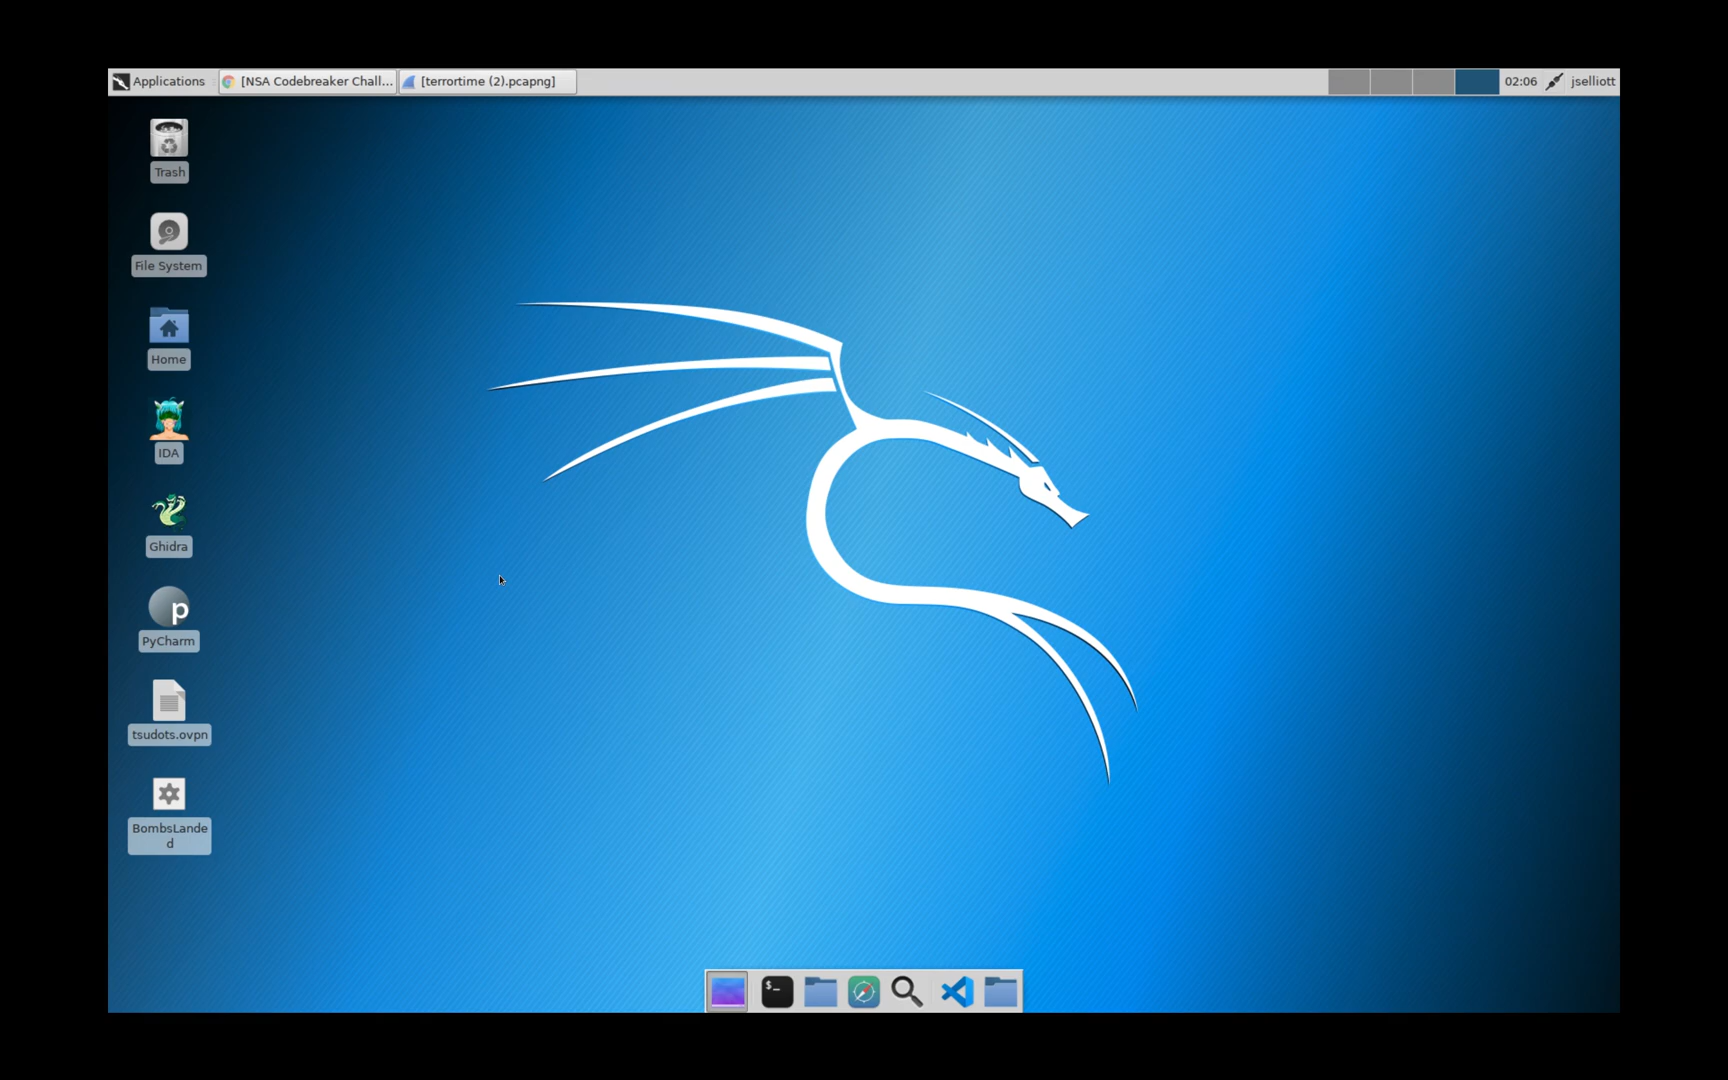 Applications [NSA Codebreaker Chall... [terrortime (2).pcapng] 02:06 jselliott
Trash
File System
Home
IDA
Ghidra
p
PyCharm
tsudots.ovpn
BombsLande
d
$_